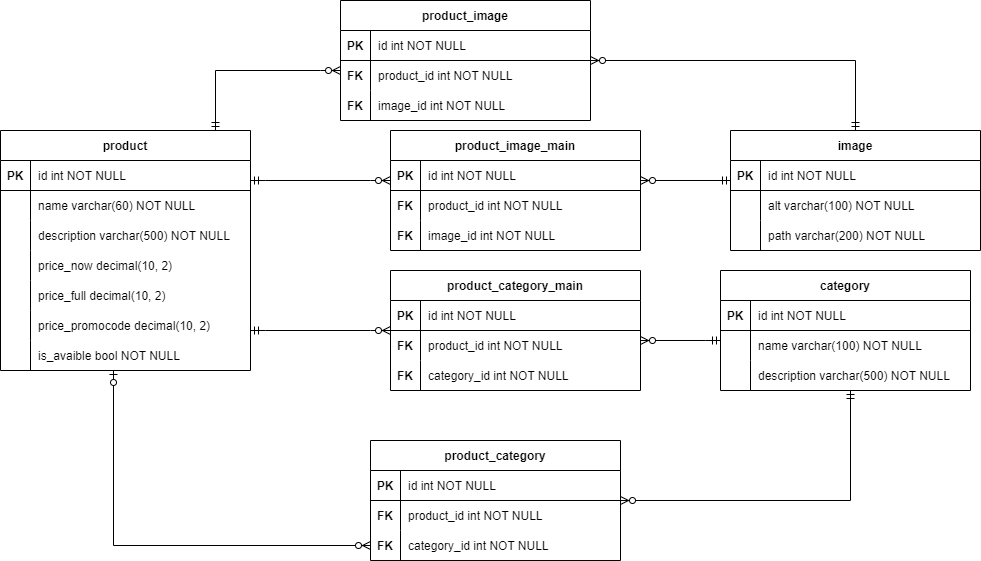 product_image
PK id int NOT NULL
FK product_id int NOT NULL
FK image_id int NOT NULL
product
PK id int NOT NULL
name varchar(60) NOT NULL
description varchar(500) NOT NULL
price_now decimal(10, 2)
price_full decimal(10, 2)
price_promocode decimal(10, 2)
is_avaible bool NOT NULL
product_image_main
PK id int NOT NULL
FK product_id int NOT NULL
FK image_id int NOT NULL
image
PK id int NOT NULL
alt varchar(100) NOT NULL
path varchar(200) NOT NULL
product_category_main
PK id int NOT NULL
FK product_id int NOT NULL
FK category_id int NOT NULL
category
PK id int NOT NULL
name varchar(100) NOT NULL
description varchar(500) NOT NULL
product_category
PK id int NOT NULL
FK product_id int NOT NULL
FK category_id int NOT NULL